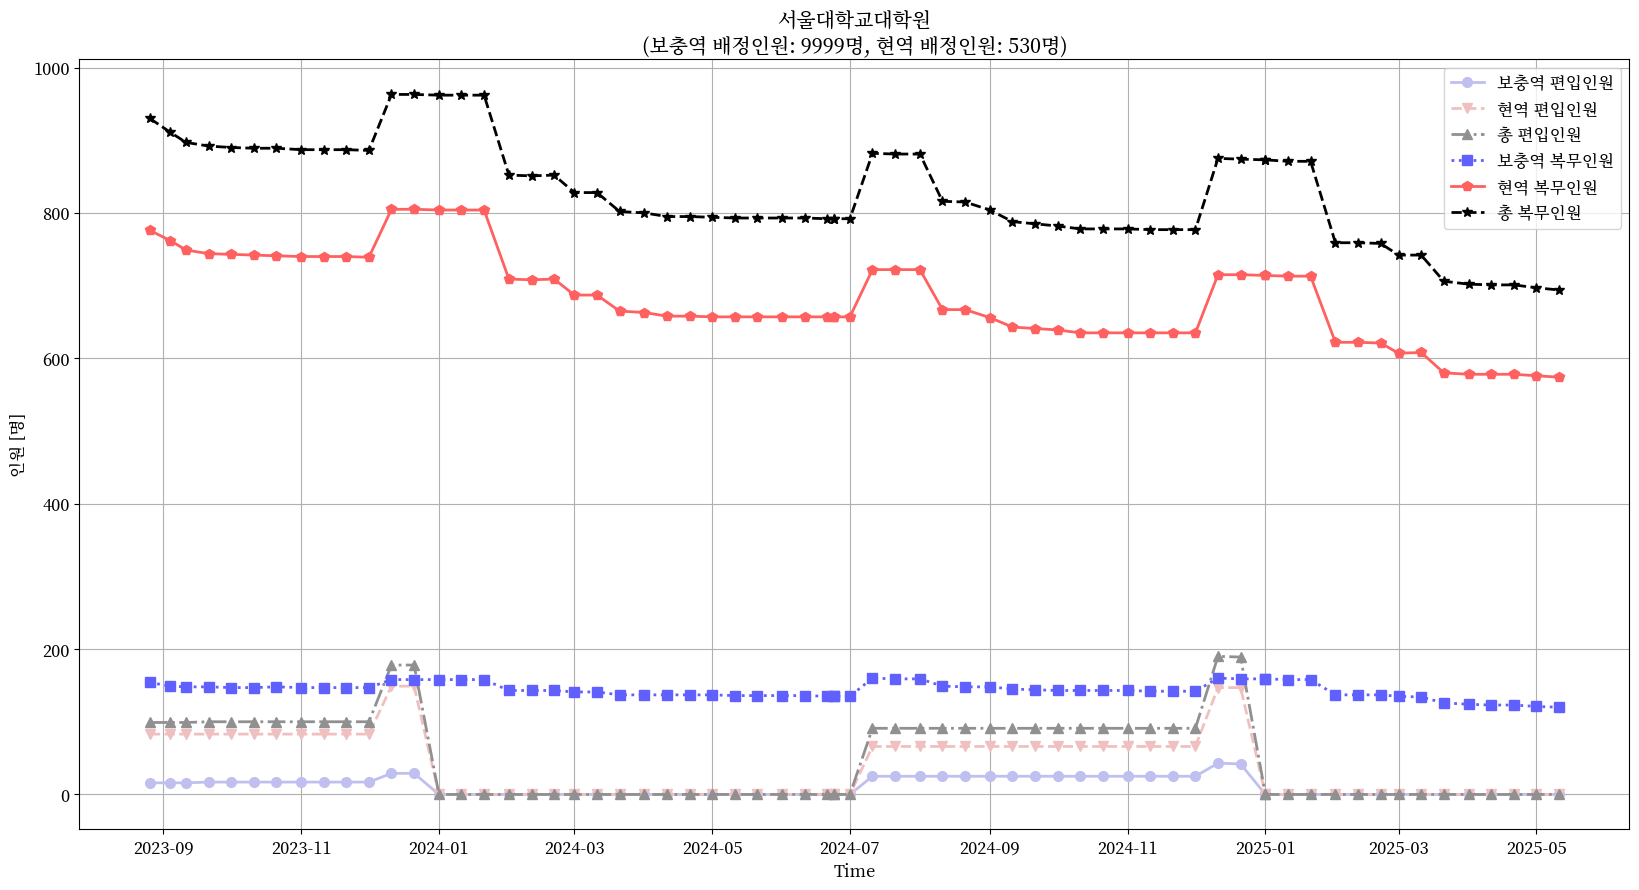 서울대학교대학원
(보충역 배정인원: 9999명, 현역 배정인원: 530명)
1000
800
600
400
200
0
인원 [명]
보충역 편입인원
현역 편입인원
총 편입인원
보충역 복무인원
현역 복무인원
총 복무인원
2023-09
2023-11
2024-01
2024-03
2024-05
2024-07
2024-09
2024-11
2025-01
2025-03
2025-05
Time